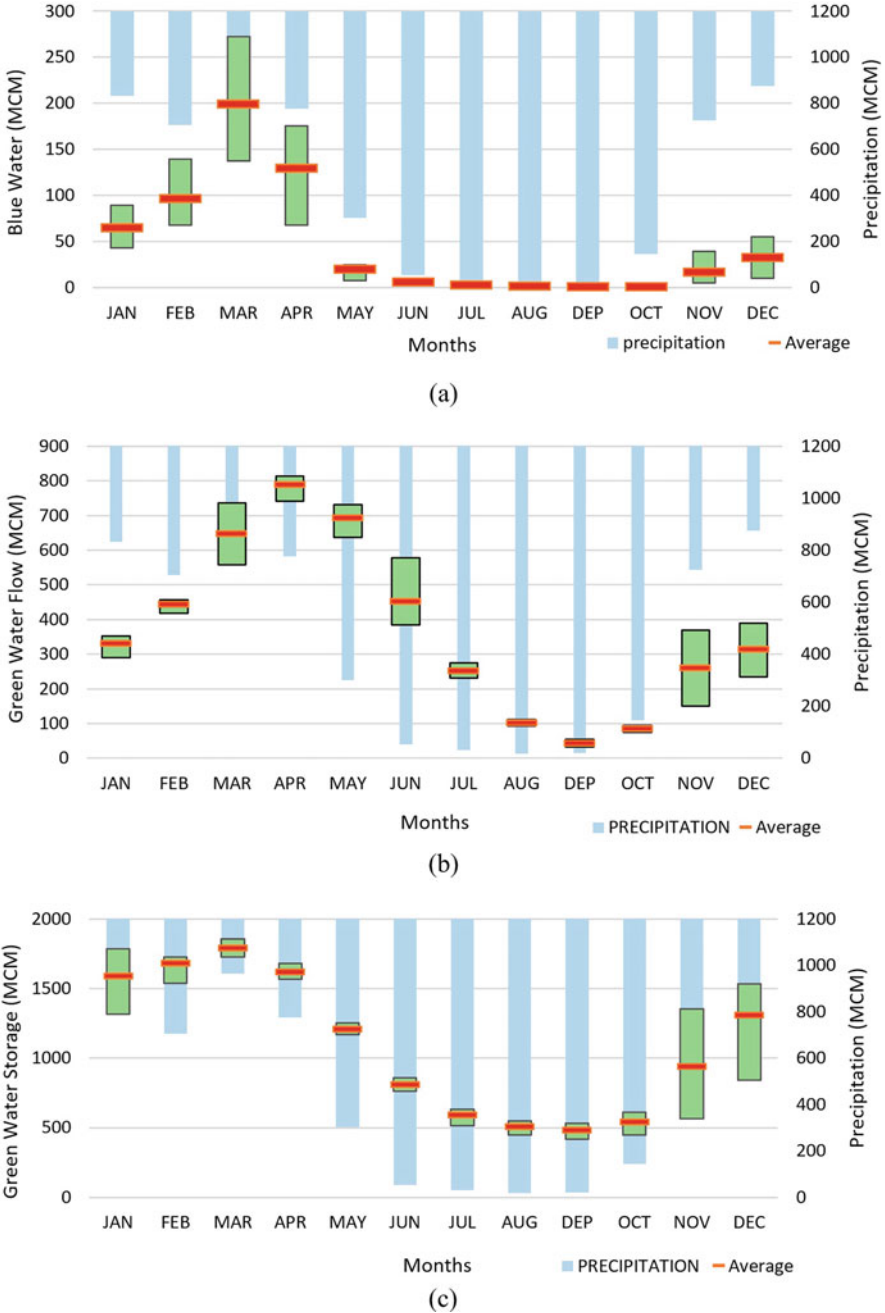 300 1200
250 1000
200 800
150 600
100 400
50 200
0 0
Blue Water (MCM)
Precipitation (MCM)
JAN FEB MAR APR MAY JUN JUL AUG DEP OCT NOV DEC
Months
precipitation Average
(a)
900 1200
800
700 1000
600 800
500
400 600
300 400
200
100 200
0 0
Green Water Flow (MCM)
Precipitation (MCM)
JAN FEB MAR APR MAY JUN JUL AUG DEP OCT NOV DEC
Months
PRECIPITATION Average
(b)
2000 1200
1000
1500 800
1000 600
400
500 200
0 0
Green Water Storage (MCM)
Precipitation (MCM)
JAN FEB MAR APR MAY JUN JUL AUG DEP OCT NOV DEC
Months
PRECIPITATION Average
(c)